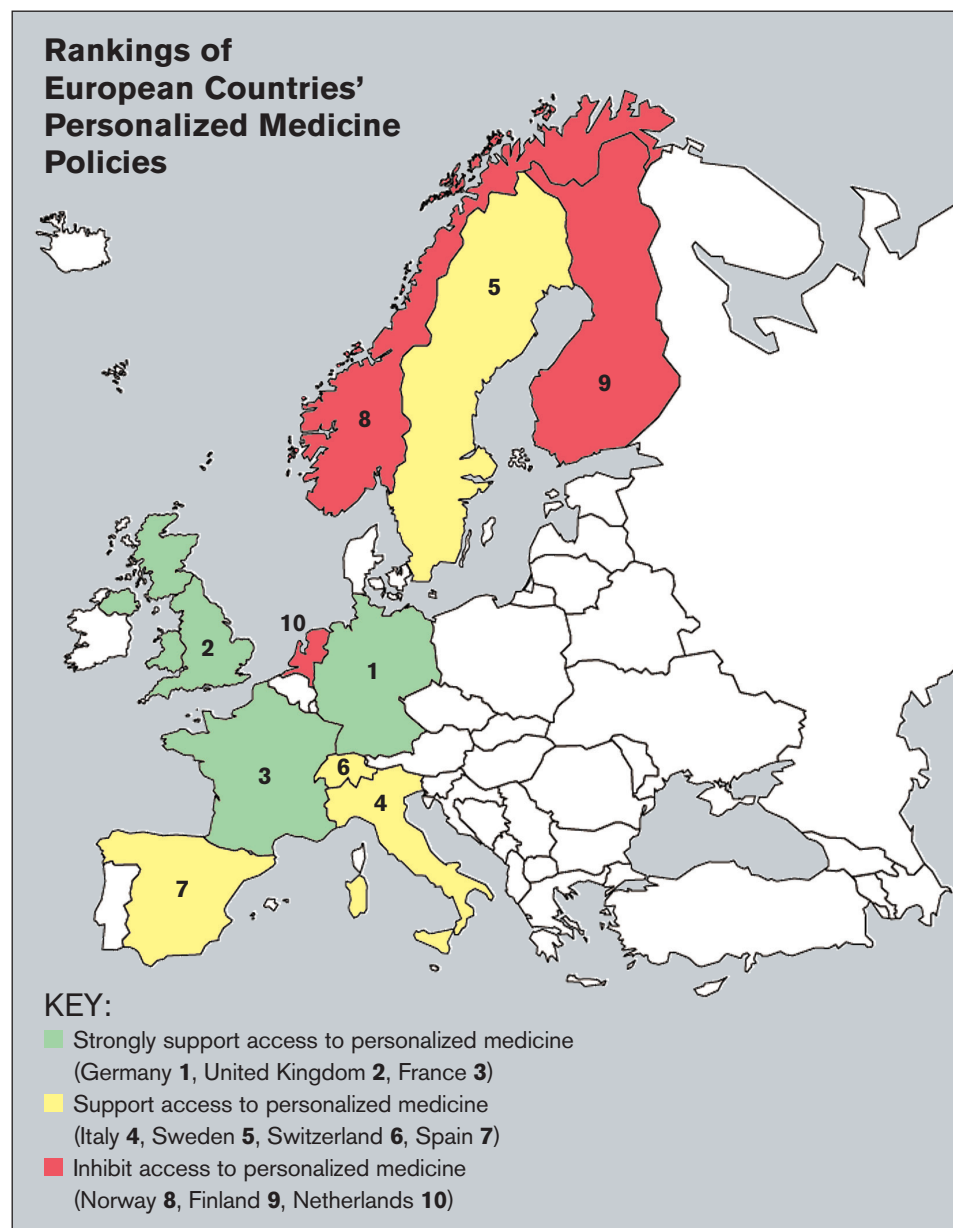 Rankings of
European Countries’
Personalized Medicine
Policies
5
9
8
10
2
1
3
6
4
7
KEY:
Strongly support access to personalized medicine
(Germany 1, United Kingdom 2, France 3)
Support access to personalized medicine
(Italy 4, Sweden 5, Switzerland 6, Spain 7)
Inhibit access to personalized medicine
(Norway 8, Finland 9, Netherlands 10)